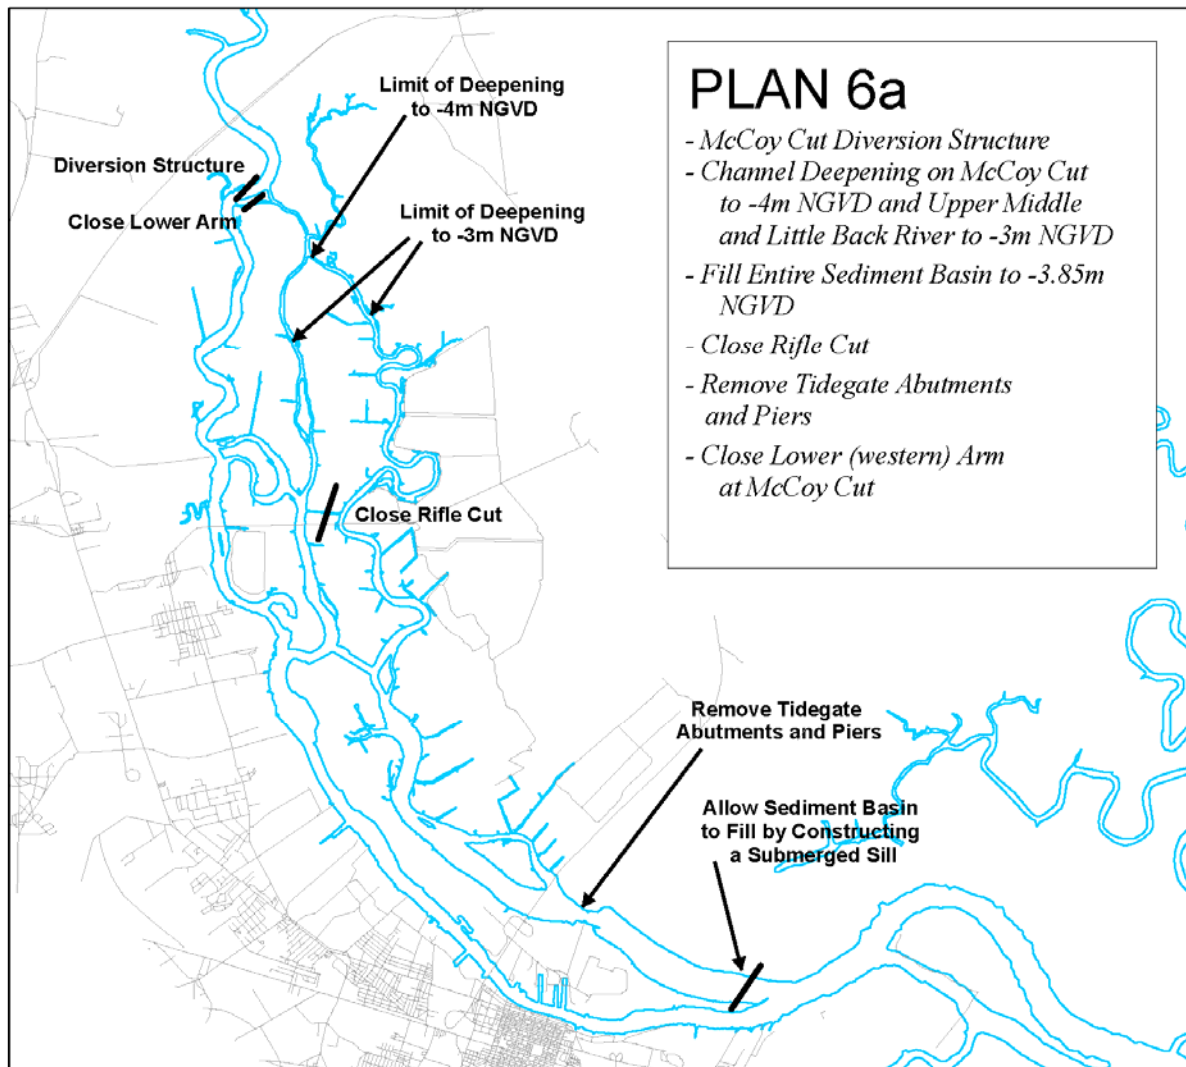 PLAN 6a
- McCoy Cut Diversion Structure
- Channel Deepening on McCoy Cut
to -4m NGVD and Upper Middle
and Little Back River to -3m NGVD
- Fill Entire Sediment Basin to -3.85m
NGVD
- Close Rifle Cut
- Remove Tidegate Abutments
and Piers
- Close Lower (western) Arm
at McCoy Cut
Limit of Deepening
to -4m NGVD
Diversion Structure
Close Lower Arm
Limit of Deepening
to -3m NGVD
Close Rifle Cut
Remove Tidegate
Abutments and Piers
Allow Sediment Basin
to Fill by Constructing
a Submerged Sill